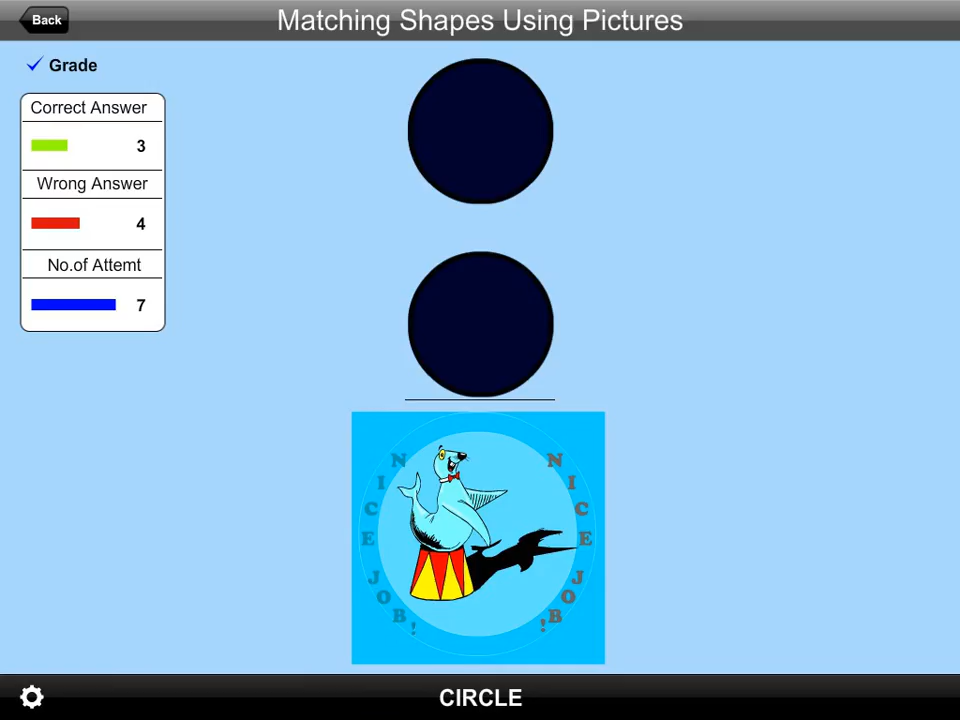 Back
Matching Shapes Using Pictures
Grade
Correct Answer
3
Wrong Answer
4
No.of Attemt
7
NICE JOB!
NICE JOB!
CIRCLE